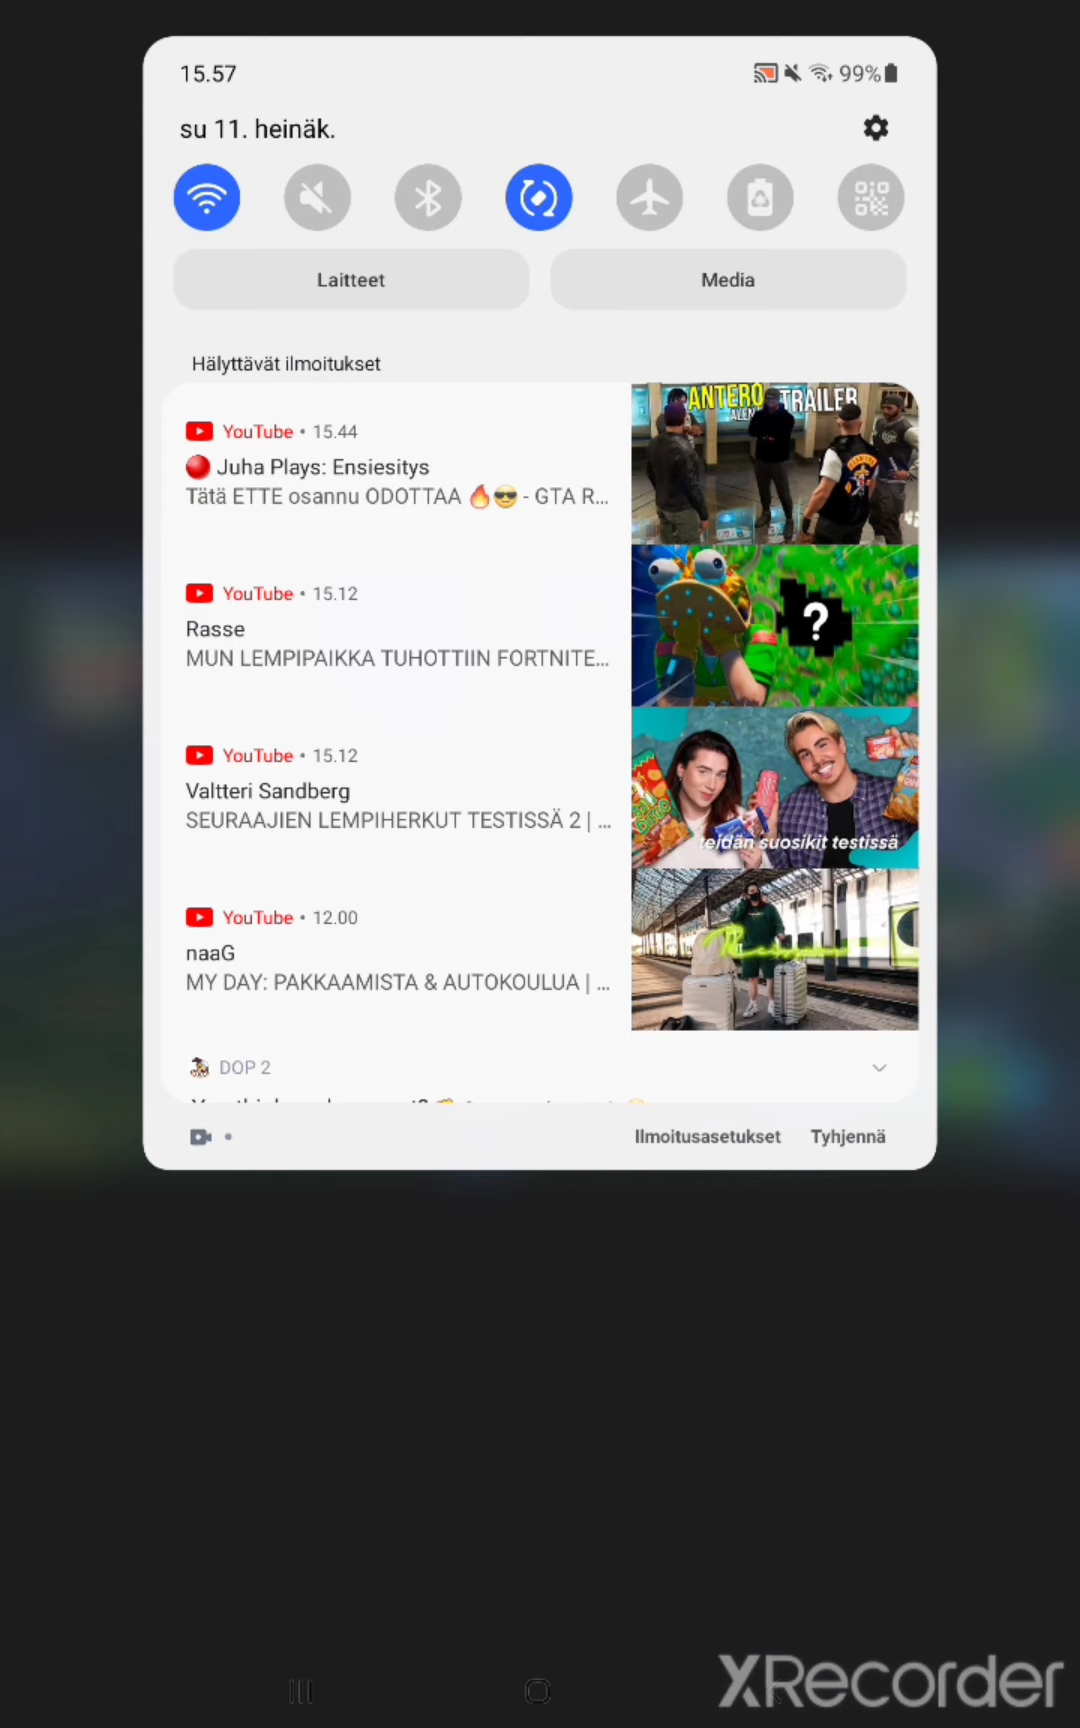 15.57
99%
su 11. heinäk.
Laitteet
Media
Hälyttävät ilmoitukset
YouTube • 15.44
Juha Plays: Ensiesitys
Tätä ETTE osannu ODOTTAA 🔥😎 - GTA R...
ANTERO TRAILER
YouTube • 15.12
Rasse
MUN LEMPIPAIKKA TUHOTTIIN FORTNITE...
?
YouTube • 15.12
Valtteri Sandberg
SEURAAJIEN LEMPIHERKUT TESTISSÄ 2 | ...
teidän suosikit testissä
YouTube • 12.00
naaG
MY DAY: PAKKAAMISTA & AUTOKOULUA | ...
DOP 2
Ilmoitusasetukset
Tyhjennä
XRecorder